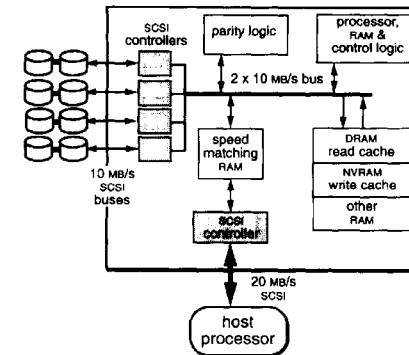 SCSI
controllers
parity logic
processor,
RAM &
control logic
2 x 10 MB/s bus
speed
matching
RAM
DRAM
read cache
NVRAM
write cache
other
RAM
10 MB/s
SCSI
buses
scsi
controller
20 MB/s
SCSI
host
processor